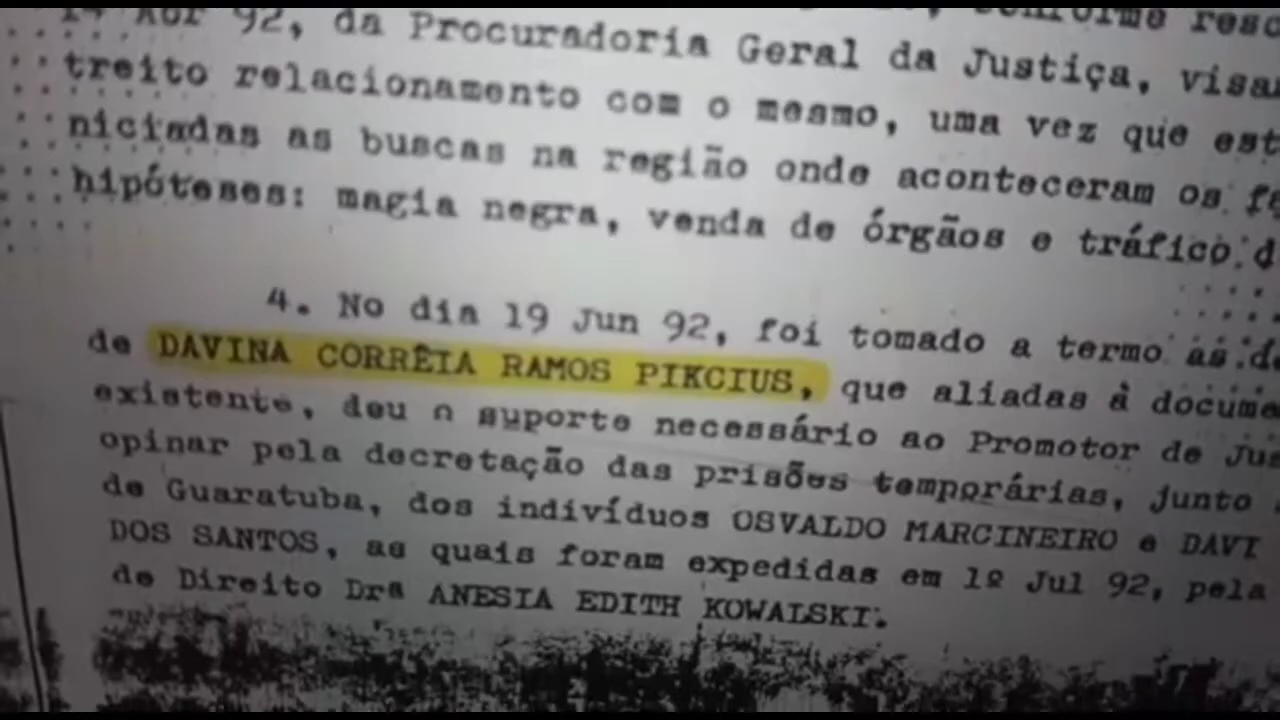 14 Abr 92, da Procuradoria Geral da Justiça, visa
treito relacionamento com o mesmo, uma vez que est
niciadas as buscas na região onde aconteceram os f
hipóteses: magia negra, venda de órgãos e tráfico d
4. No dia 19 Jun 92, foi tomado a termo as de
de DAVINA CORRÊIA RAMOS PIKCIUS, que aliadas à docume
existente, deu o suporte necessário ao Promotor de Jus
opinar pela decretação das prisões temporárias, junto
de Guaratuba, dos indivíduos OSVALDO MARCINEIRO e DAVI
DOS SANTOS, as quais foram expedidas em 1º Jul 92, pela
de Direito Drª ANESIA EDITH KOWALSKI.